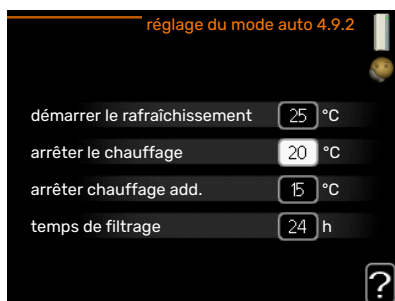 réglage du mode auto 4.9.2
démarrer le rafraîchissement 25 °C
arrêter le chauffage 20 °C
arrêter chauffage add. 15 °C
temps de filtrage 24 h
?